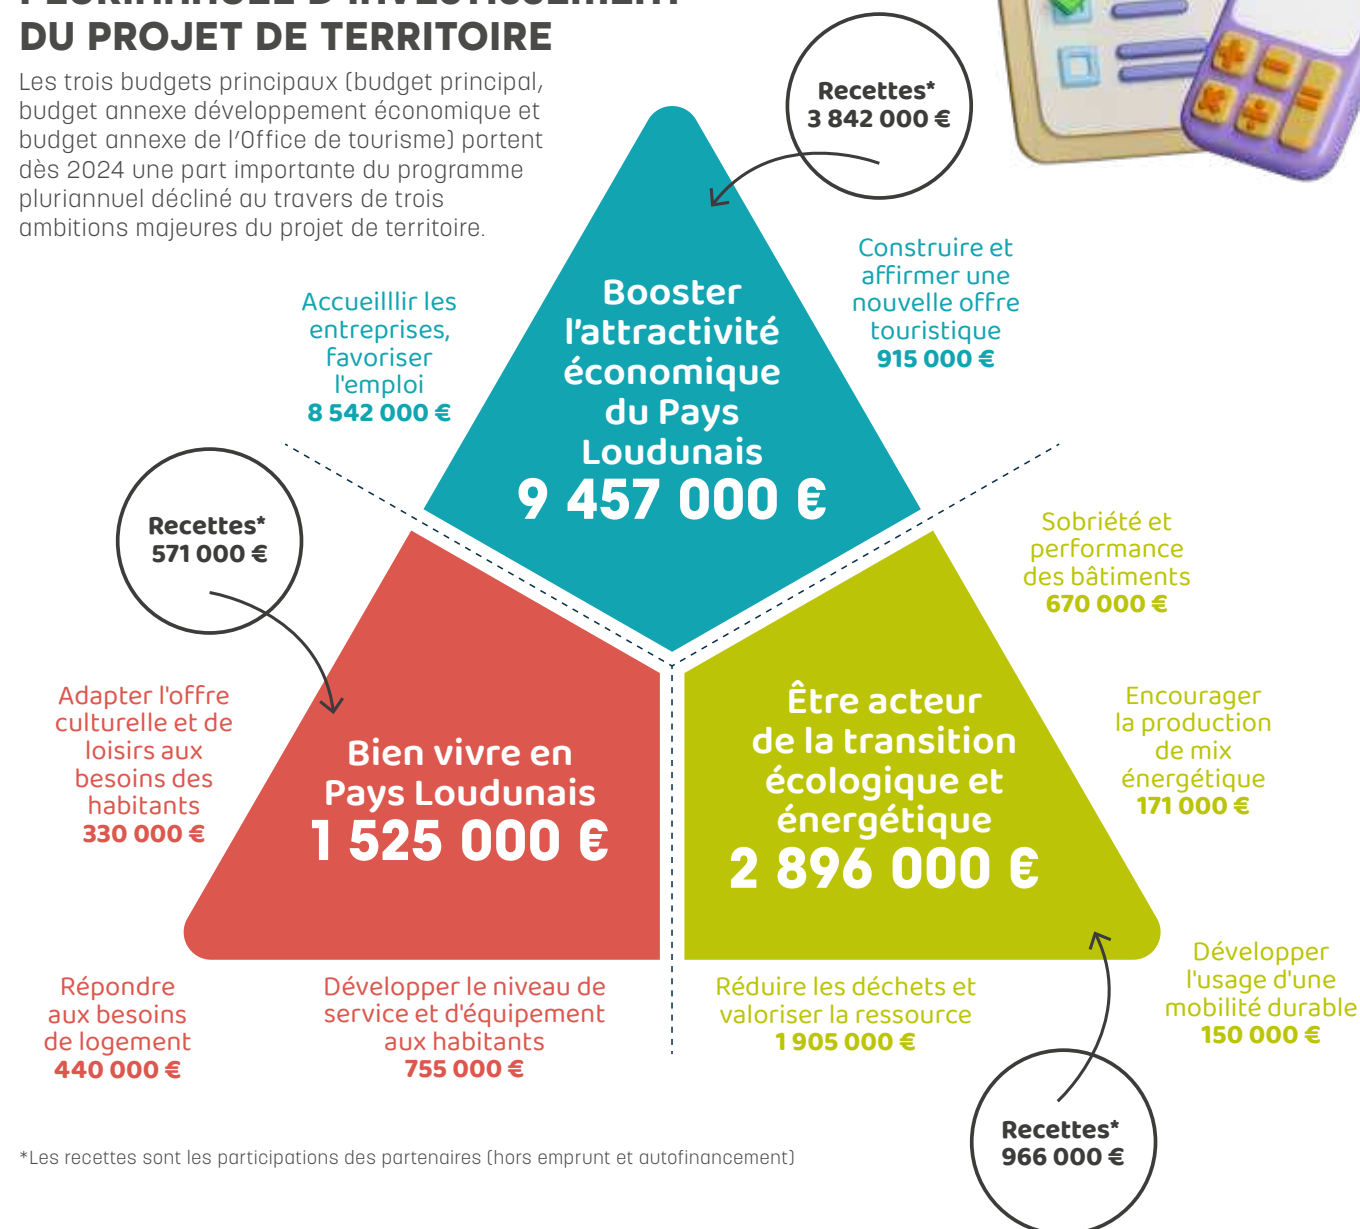 DU PROJET DE TERRITOIRE
Les trois budgets principaux (budget principal,
budget annexe développement économique et
budget annexe de l'Office de tourisme) portent
dès 2024 une part importante du programme
pluriannuel décliné au travers de trois
ambitions majeures du projet de territoire.
Recettes*
3 842 000 €
Accueilllir les
entreprises,
favoriser
l'emploi
8 542 000 €
Booster
l'attractivité
économique
du Pays
Loudunais
9 457 000 €
Construire et
affirmer une
nouvelle offre
touristique
915 000 €
Recettes*
571 000 €
Sobriété et
performance
des bâtiments
670 000 €
Adapter l'offre
culturelle et de
loisirs aux
besoins des
habitants
330 000 €
Bien vivre en
Pays Loudunais
1 525 000 €
Être acteur
de la transition
écologique et
énergétique
2 896 000 €
Encourager
la production
de mix
énergétique
171 000 €
Répondre
aux besoins
de logement
440 000 €
Développer le niveau de
service et d'équipement
aux habitants
755 000 €
Réduire les déchets et
valoriser la ressource
1 905 000 €
Développer
l'usage d'une
mobilité durable
150 000 €
Recettes*
966 000 €
*Les recettes sont les participations des partenaires (hors emprunt et autofinancement)